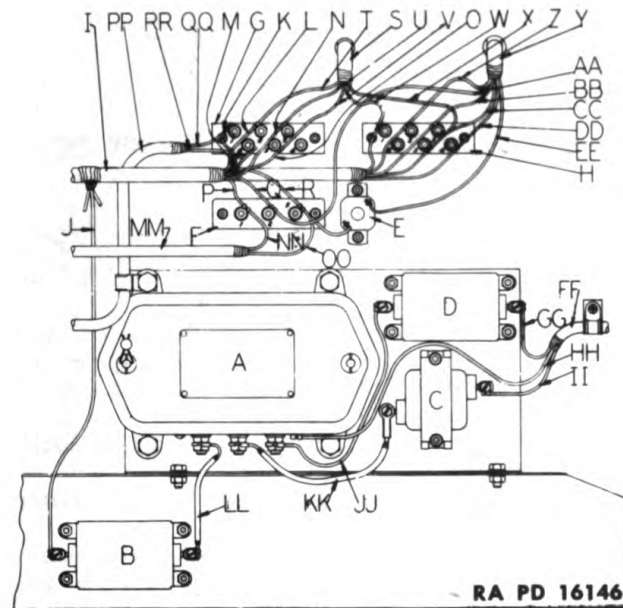 I PP RR QQ M G K L N T S U V O W X Z Y
AA
BB
CC
DD
EE
H
P Q R
J F E
MM NN OO
D FF
GG
A HH
C II
LL KK JJ
B
RA PD 16146